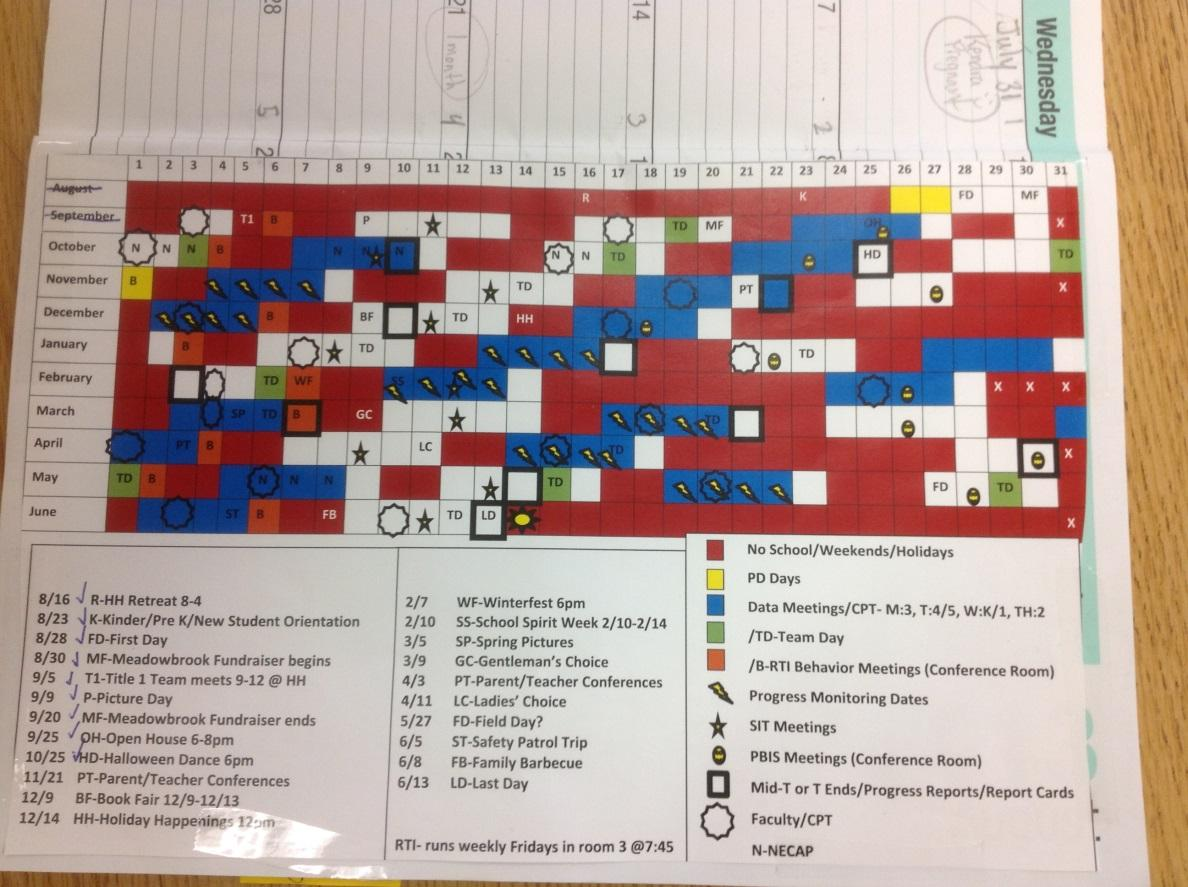 Wednesday
July 31
Kendra is
Pregnant
28
21
14
7
1 month
5
4
3
2
2
1
1 2 3 4 5 6 7 8 9 10 11 12 13 14 15 16 17 18 19 20 21 22 23 24 25 26 27 28 29 30 31
August R K FD MF
September T1 B P TD MF OH X
October N N N B N N N N N TD HD TD
November B TD PT X
December B BF TD HH
January B TD TD
February TD WF SS X X X
March SP TD B GC TD
April PT B LC TD X
May TD B N N N TD FD TD
June ST B FB TD LD X
8/16 R-HH Retreat 8-4
8/23 K-Kinder/Pre K/New Student Orientation
8/28 FD-First Day
8/30 MF-Meadowbrook Fundraiser begins
9/5 T1-Title 1 Team meets 9-12 @ HH
9/9 P-Picture Day
9/20 MF-Meadowbrook Fundraiser ends
9/25 OH-Open House 6-8pm
10/25 HD-Halloween Dance 6pm
11/21 PT-Parent/Teacher Conferences
12/9 BF-Book Fair 12/9-12/13
12/14 HH-Holiday Happenings 12pm
2/7 WF-Winterfest 6pm
2/10 SS-School Spirit Week 2/10-2/14
3/5 SP-Spring Pictures
3/9 GC-Gentleman's Choice
4/3 PT-Parent/Teacher Conferences
4/11 LC-Ladies' Choice
5/27 FD-Field Day?
6/5 ST-Safety Patrol Trip
6/8 FB-Family Barbecue
6/13 LD-Last Day
RTI- runs weekly Fridays in room 3 @7:45
No School/Weekends/Holidays
PD Days
Data Meetings/CPT- M:3, T:4/5, W:K/1, TH:2
/TD-Team Day
/B-RTI Behavior Meetings (Conference Room)
Progress Monitoring Dates
SIT Meetings
PBIS Meetings (Conference Room)
Mid-T or T Ends/Progress Reports/Report Cards
Faculty/CPT
N-NECAP